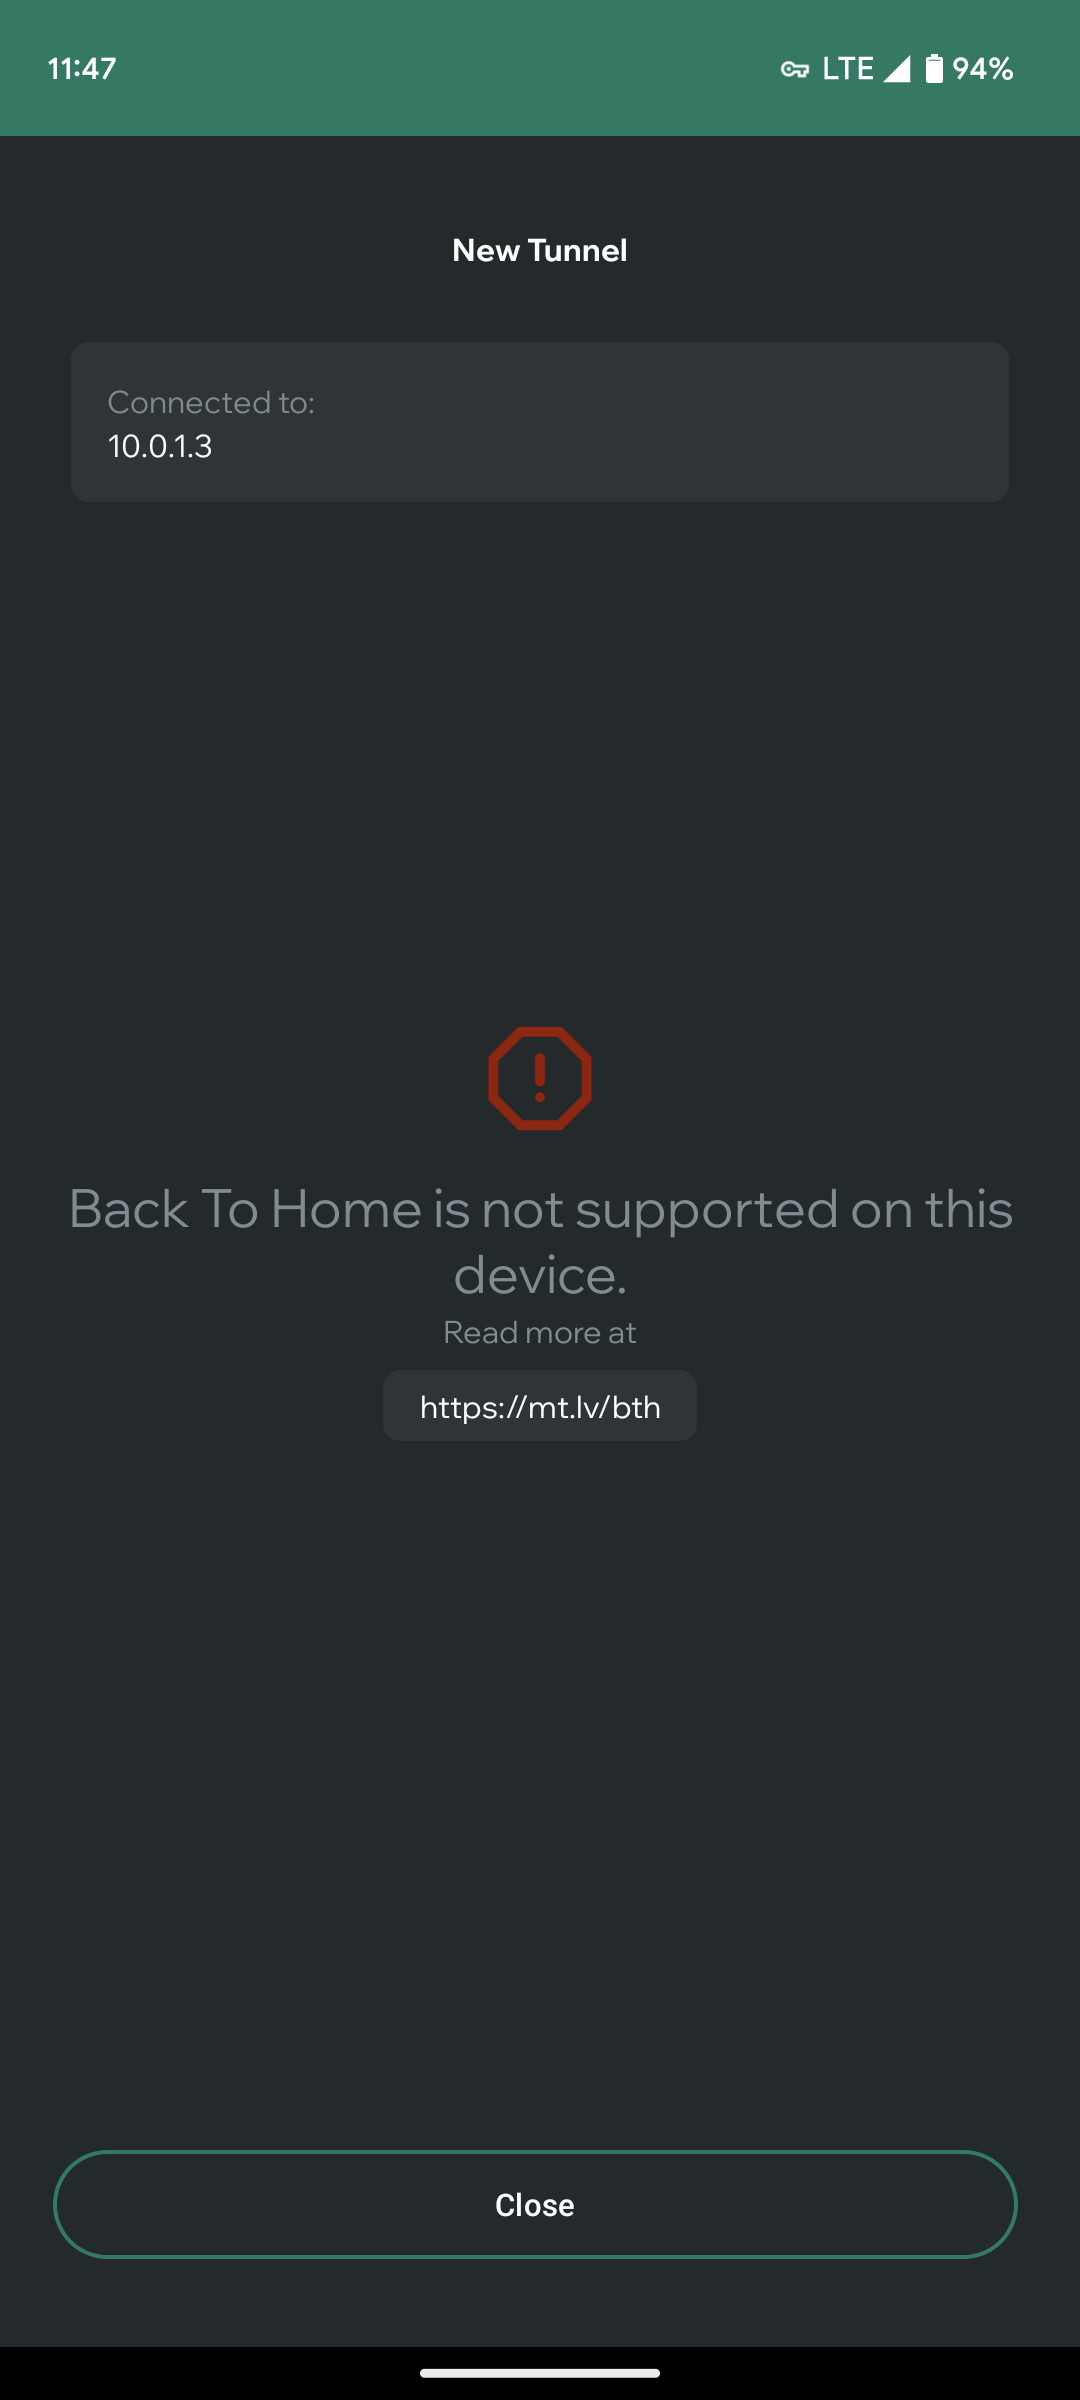 11:47 LTE 94%
New Tunnel
Connected to:
10.0.1.3
Back To Home is not supported on this
device.
Read more at
https://mt.lv/bth
Close